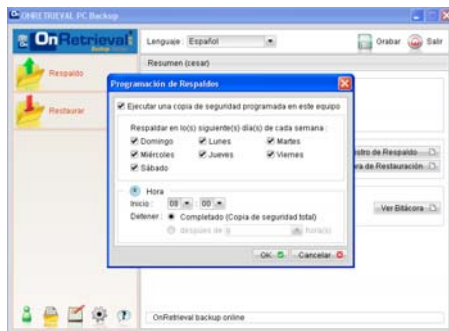 ONRETRIEVAL PC Backup
OnRetrieval
Backup
Lenguaje : Español
Grabar
Salir
Respaldo
Restaurar
Resumen (cesar)
Programación de Respaldos
Ejecutar una copia de seguridad programada en este equipo
Respaldar en lo(s) siguiente(s) día(s) de cada semana :
Domingo Lunes Martes
Miércoles Jueves Viernes
Sábado
Hora
Inicio : 08 : 00
Detener : Completado (Copia de seguridad total)
después de hora(s)
OK Cancelar
stro de Respaldo
ra de Restauración
Ver Bitácora
OnRetrieval backup online